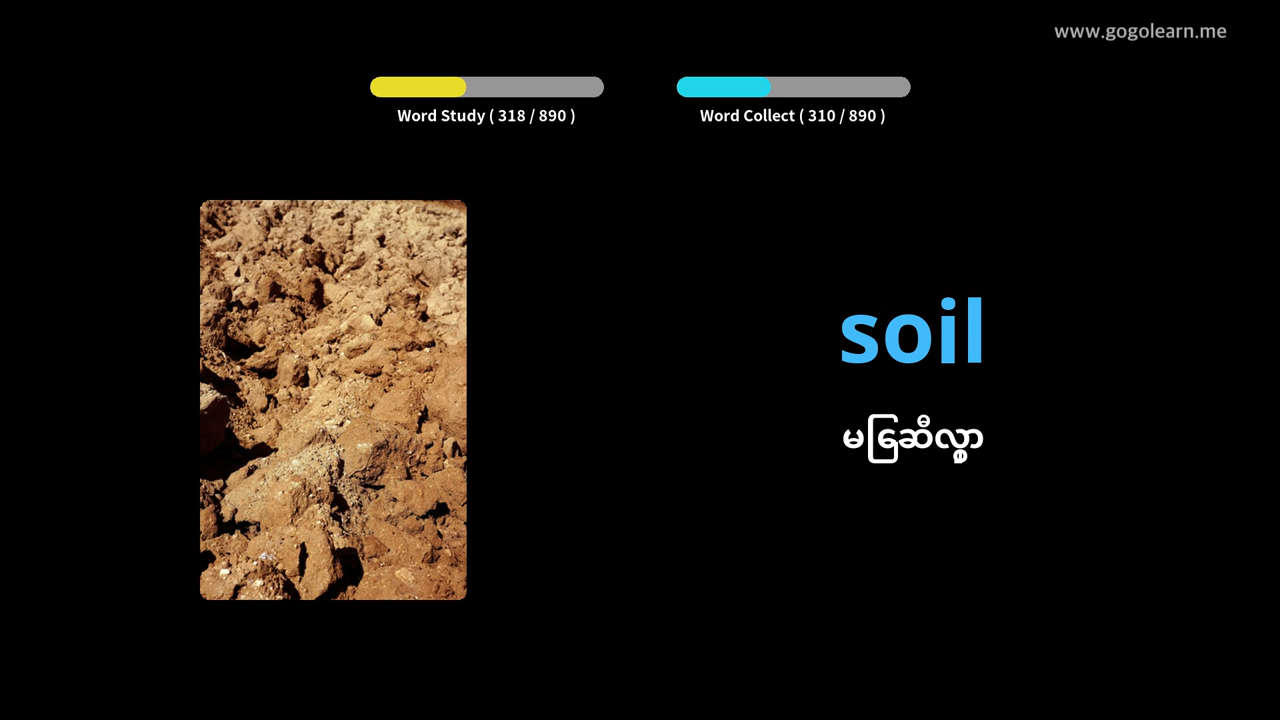 www.gogolearn.me
Word Study ( 318 / 890 )
Word Collect ( 310 / 890 )
soil
မြေဆီလွှာ